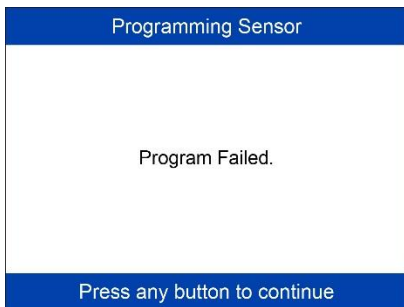 Programming Sensor
Program Failed.
Press any button to continue